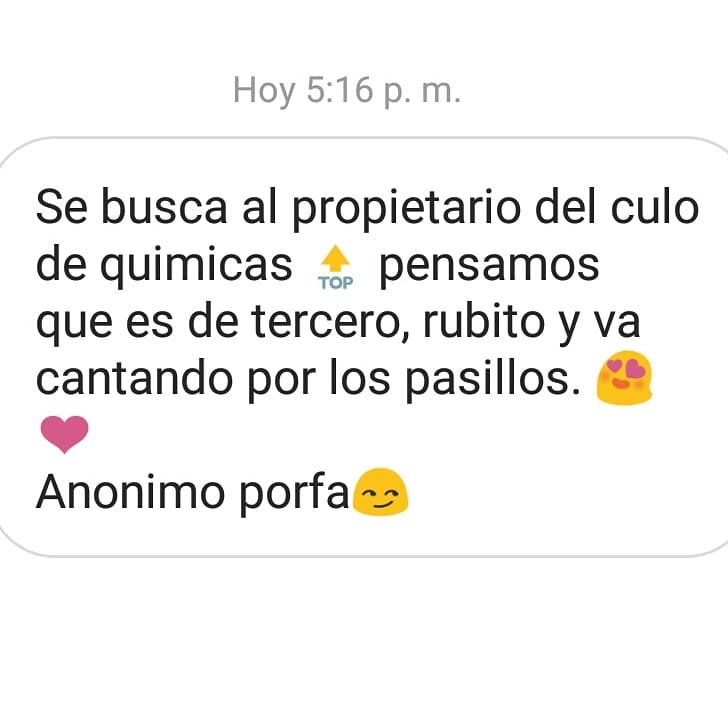 Hoy 5:16 p. m.
Se busca al propietario del culo
de quimicas 🔝 pensamos
que es de tercero, rubito y va
cantando por los pasillos. 😍
❤
Anonimo porfa😏